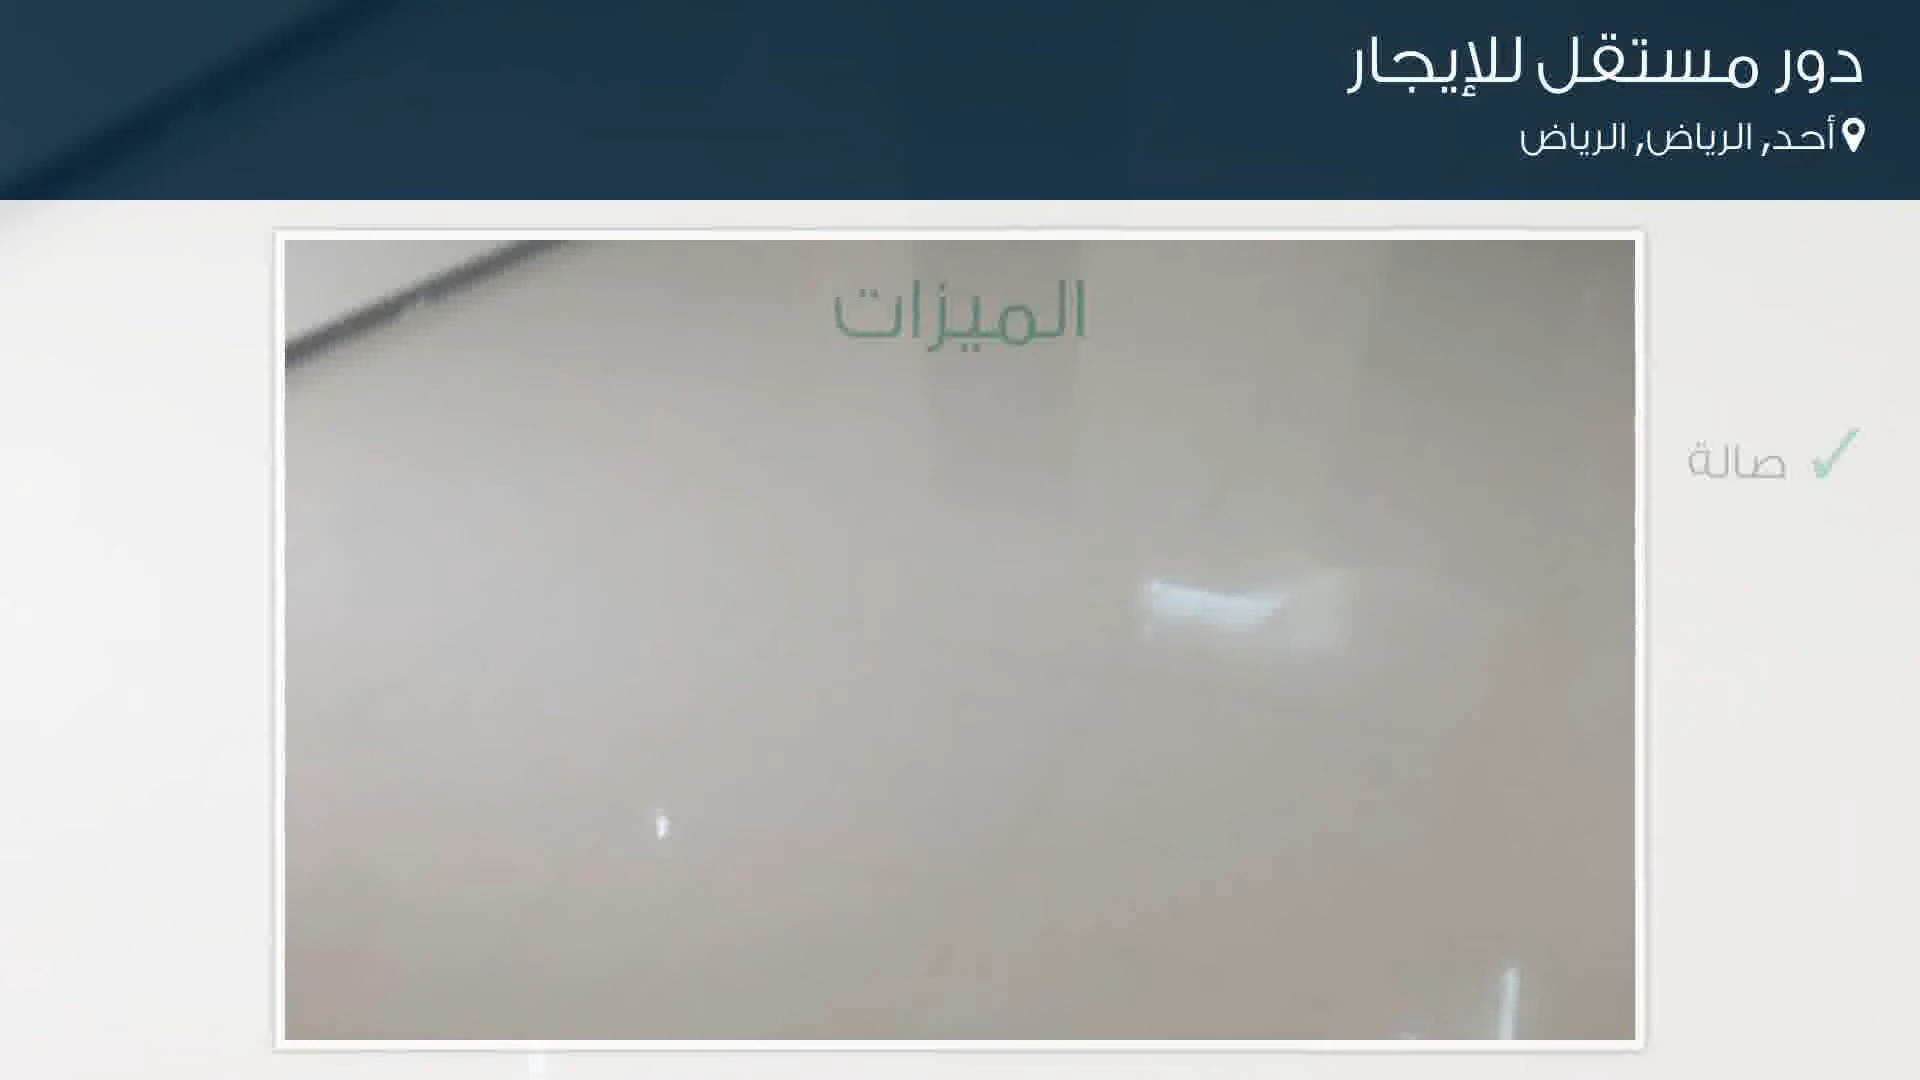 دور مستقل للإيجار
أحد, الرياض, الرياض
الميزات
صالة